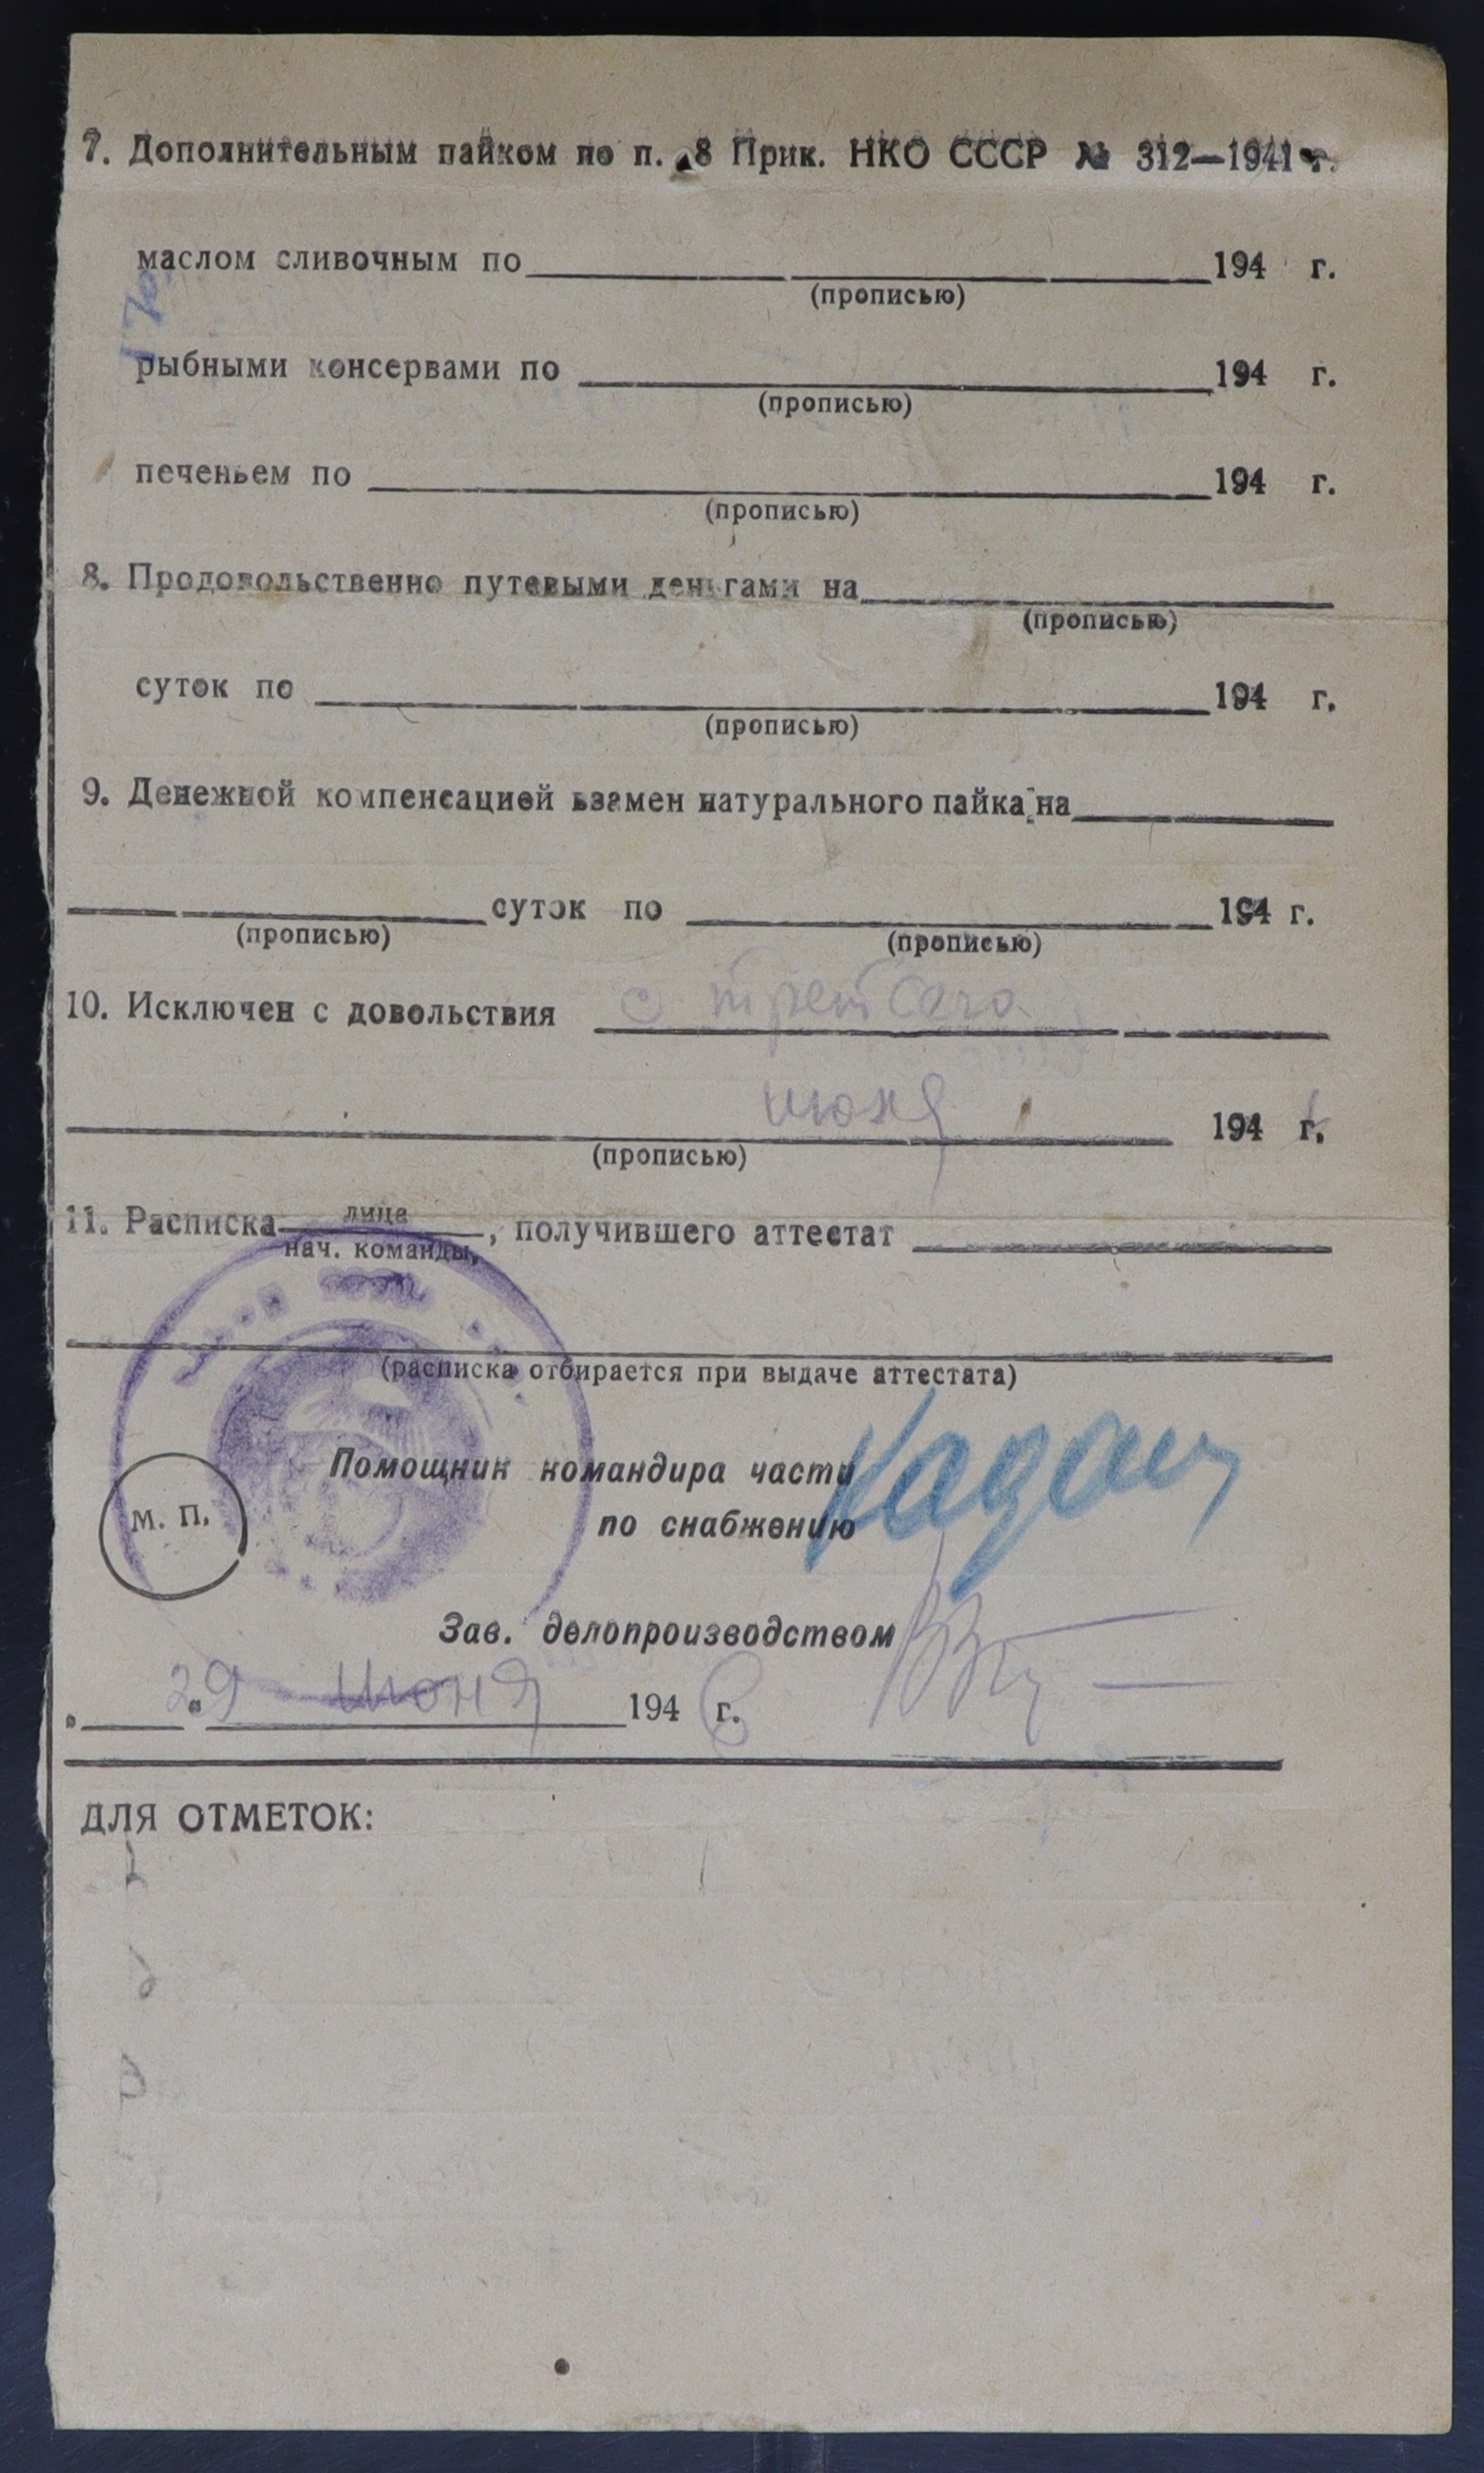 7. Дополнительным пайком по п. 8 Прик. НКО СССР № 312—1941 г.
маслом сливочным по 194 г.
(прописью)
170
рыбными консервами по 194 г.
(прописью)
печеньем по 194 г.
(прописью)
8. Продовольственно путевыми деньгами на
(прописью)
суток по 194 г.
(прописью)
9. Денежной компенсацией взамен натурального пайка на
суток по 194 г.
(прописью) (прописью)
10. Исключен с довольствия с
июня 194 г.
(прописью)
11. Расписка лица
нач. команды, , получившего аттестат
(расписка отбирается при выдаче аттестата)
Помощник командира части
м. п.
по снабжению
Зав. делопроизводством
„29" июня 194 г.
ДЛЯ ОТМЕТОК: